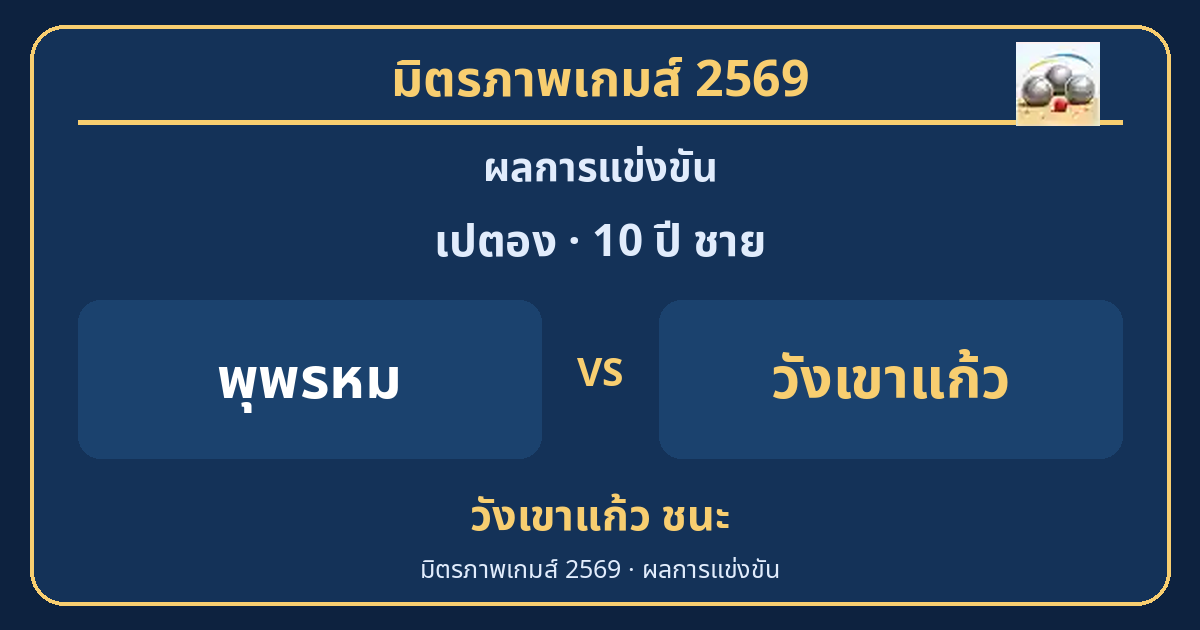 มิตรภาพเกมส์ 2569
ผลการแข่งขัน
เปตอง · 10 ปี ชาย
พุพรหม
VS
วังเขาแก้ว
วังเขาแก้ว ชนะ
มิตรภาพเกมส์ 2569 · ผลการแข่งขัน